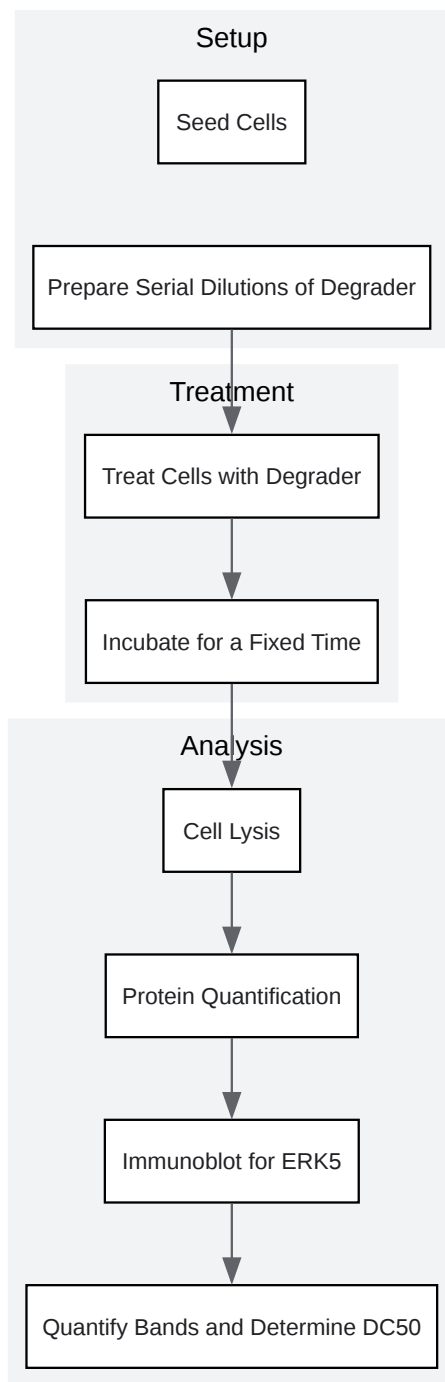 Setup
Seed Cells
Prepare Serial Dilutions of Degrader
Treatment
Treat Cells with Degrader
Incubate for a Fixed Time
Analysis
Cell Lysis
Protein Quantification
Immunoblot for ERK5
Quantify Bands and Determine DC50